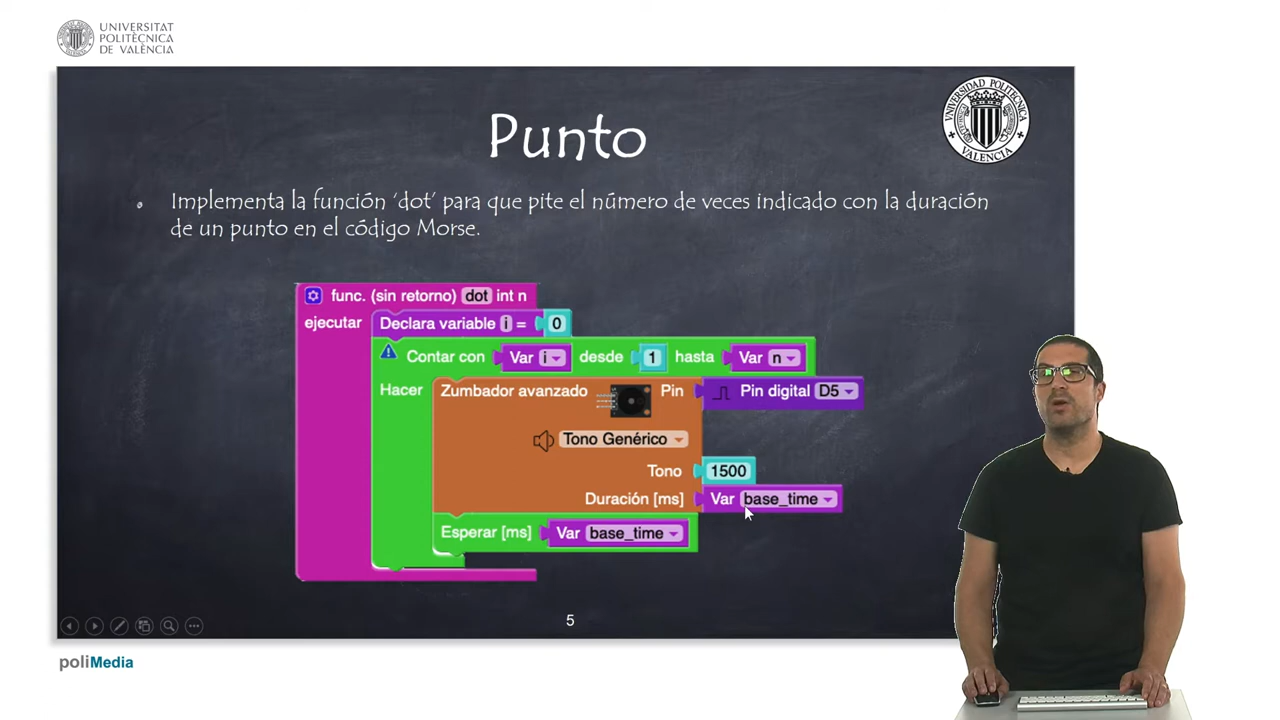 UNIVERSITAT
POLITÈCNICA
DE VALÈNCIA
UNIVERSIDAD POLITECNICA
VALENCIA
Punto
Implementa la función ‘dot’ para que pite el número de veces indicado con la duración
de un punto en el código Morse.
func. (sin retorno) dot int n
ejecutar Declara variable i = 0
Contar con Var i desde 1 hasta Var n
Hacer Zumbador avanzado Pin Pin digital D5
Tono Genérico
Tono 1500
Duración [ms] Var base_time
Esperar [ms] Var base_time
5
poliMedia